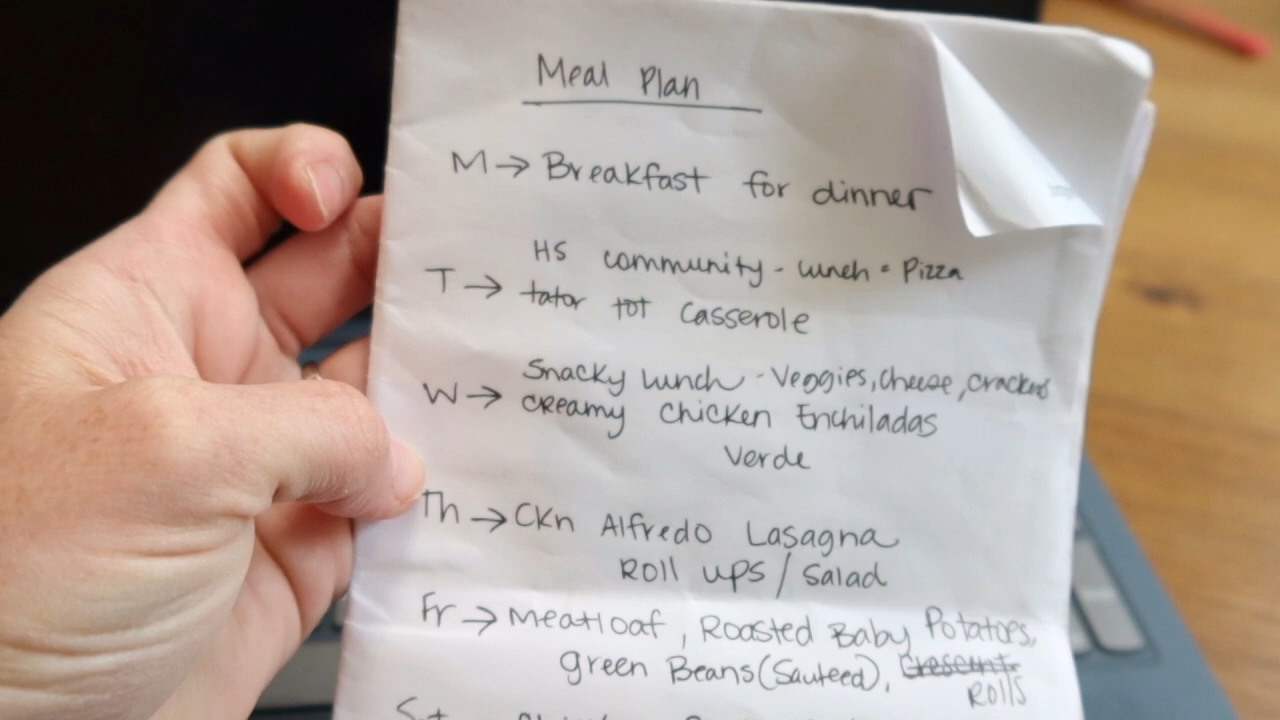 Meal Plan
M → Breakfast for dinner
HS community - lunch = Pizza
T → tator tot casserole
Snacky lunch - Veggies, cheese, crackers
W → creamy chicken Enchiladas
Verde
Th → CKn Alfredo Lasagna
Roll ups / Salad
Fr → Meatloaf, Roasted Baby Potatoes,
green Beans (Sauteed), Crescent
Rolls